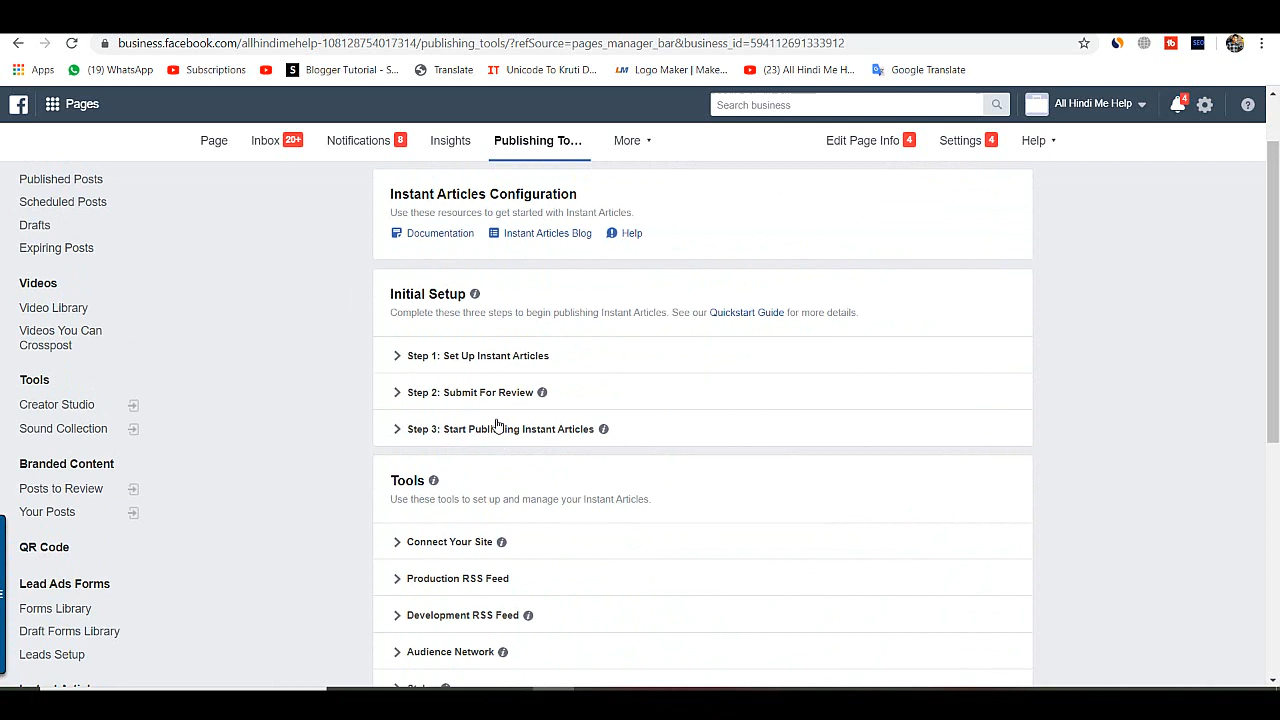 business.facebook.com/allhindimehelp-108128754017314/publishing_tools/?refSource=pages_manager_bar&business_id=594112691333912
Apps (19) WhatsApp Subscriptions Blogger Tutorial - S... Translate Unicode To Kruti D... Logo Maker | Make... (23) All Hindi Me H... Google Translate
Pages Search business All Hindi Me Help 4
Page Inbox 20+ Notifications 8 Insights Publishing To... More Edit Page Info 4 Settings 4 Help
Published Posts
Scheduled Posts
Drafts
Expiring Posts
Videos
Video Library
Videos You Can
Crosspost
Tools
Creator Studio
Sound Collection
Branded Content
Posts to Review
Your Posts
QR Code
Lead Ads Forms
Forms Library
Draft Forms Library
Leads Setup
Instant Articles Configuration
Use these resources to get started with Instant Articles.
Documentation Instant Articles Blog Help
Initial Setup
Complete these three steps to begin publishing Instant Articles. See our Quickstart Guide for more details.
Step 1: Set Up Instant Articles
Step 2: Submit For Review
Step 3: Start Publishing Instant Articles
Tools
Use these tools to set up and manage your Instant Articles.
Connect Your Site
Production RSS Feed
Development RSS Feed
Audience Network